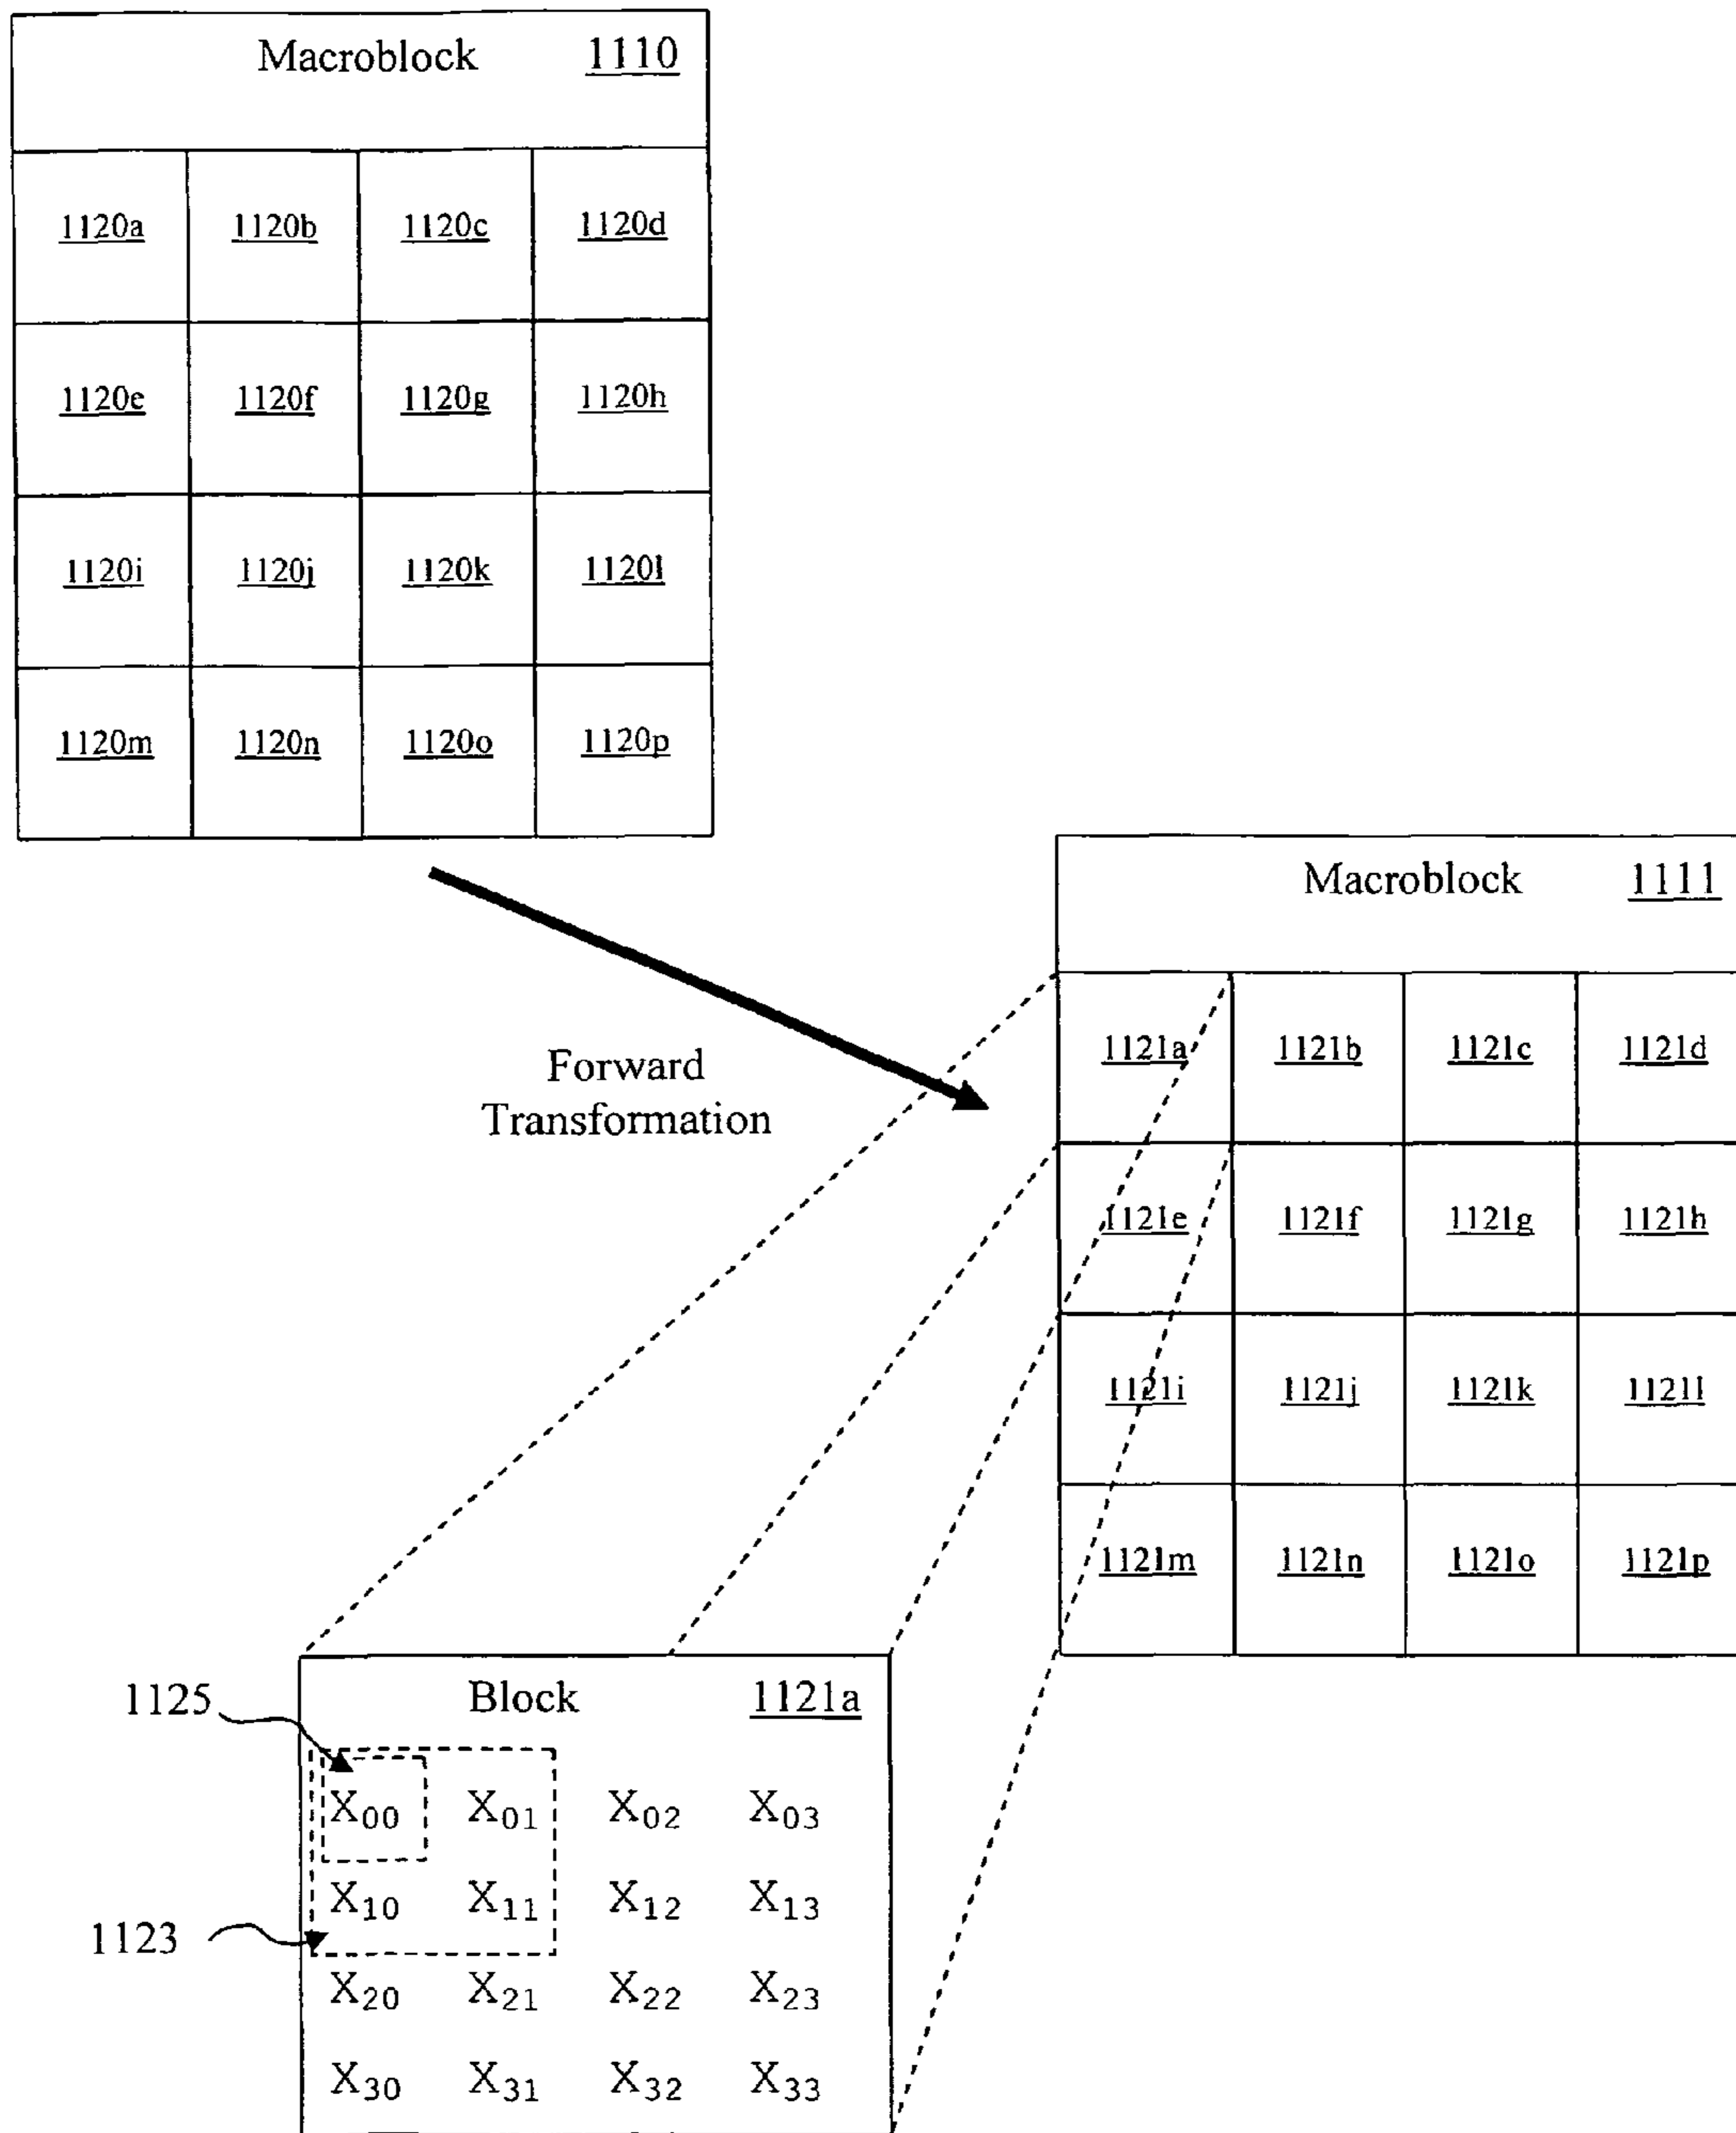 Macroblock 1110
1120a 1120b 1120c 1120d
1120e 1120f 1120g 1120h
1120i 1120j 1120k 1120l
1120m 1120n 1120o 1120p
Forward
Transformation
Macroblock 1111
1121a 1121b 1121c 1121d
1121e 1121f 1121g 1121h
1121i 1121j 1121k 1121l
1121m 1121n 1121o 1121p
Block 1121a
1125
X00 X01 X02 X03
X10 X11 X12 X13
1123
X20 X21 X22 X23
X30 X31 X32 X33